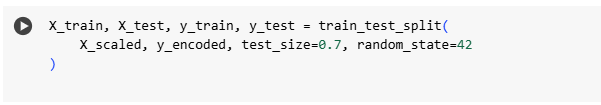 X_train, X_test, y_train, y_test = train_test_split(
    X_scaled, y_encoded, test_size=0.7, random_state=42
)